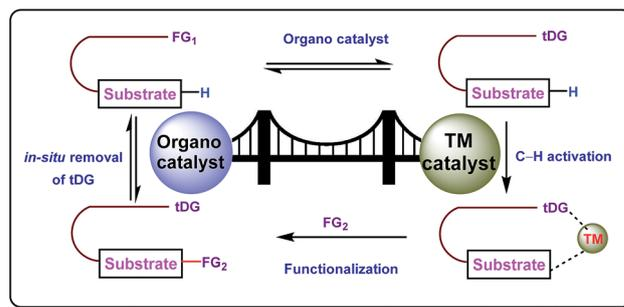 FG1
Organo catalyst
tDG
Substrate
H
Substrate
H
Organo
catalyst
TM
catalyst
in-situ removal
of tDG
C–H activation
tDG
FG2
tDG
TM
Substrate
FG2
Functionalization
Substrate